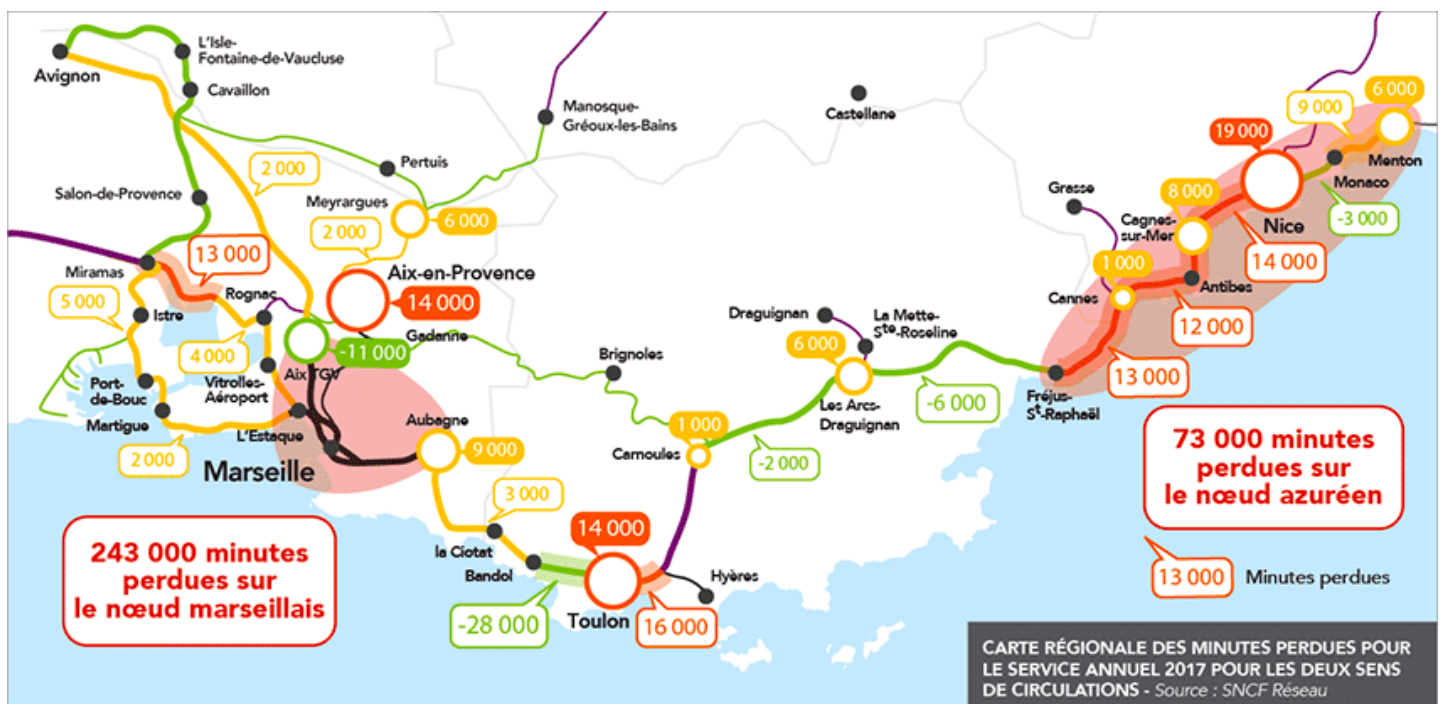 L'Isle-
Fontaine-de-Vaucluse
Avignon
Cavaillon
Manosque-
Gréoux-les-Bains
Castellane
9 000
6 000
19 000
Menton
Monaco
-3 000
Pertuis
2 000
Salon-de-Provence
Meyrargues
6 000
2 000
Grasse
8 000
Cagnes-
sur-Mer
Nice
14 000
13 000
Miramas
Aix-en-Provence
14 000
1 000
Cannes
Antibes
12 000
5 000
Rognac
Istre
4 000
Gadanne
-11 000
Aix TGV
Draguignan
La Mette-
Ste-Roseline
6 000
Brignoles
13 000
Port-
de-Bouc
Vitrolles-
Aéroport
Martigue
L'Estaque
2 000
Marseille
Aubagne
9 000
1 000
Carnoules
Les Arcs-
Draguignan
-6 000
-2 000
Fréjus-
St-Raphaël
73 000 minutes
perdues sur
le nœud azuréen
3 000
la Ciotat
Bandol
14 000
-28 000
Toulon
16 000
Hyères
243 000 minutes
perdues sur
le nœud marseillais
13 000 Minutes perdues
CARTE RÉGIONALE DES MINUTES PERDUES POUR
LE SERVICE ANNUEL 2017 POUR LES DEUX SENS
DE CIRCULATIONS - Source : SNCF Réseau